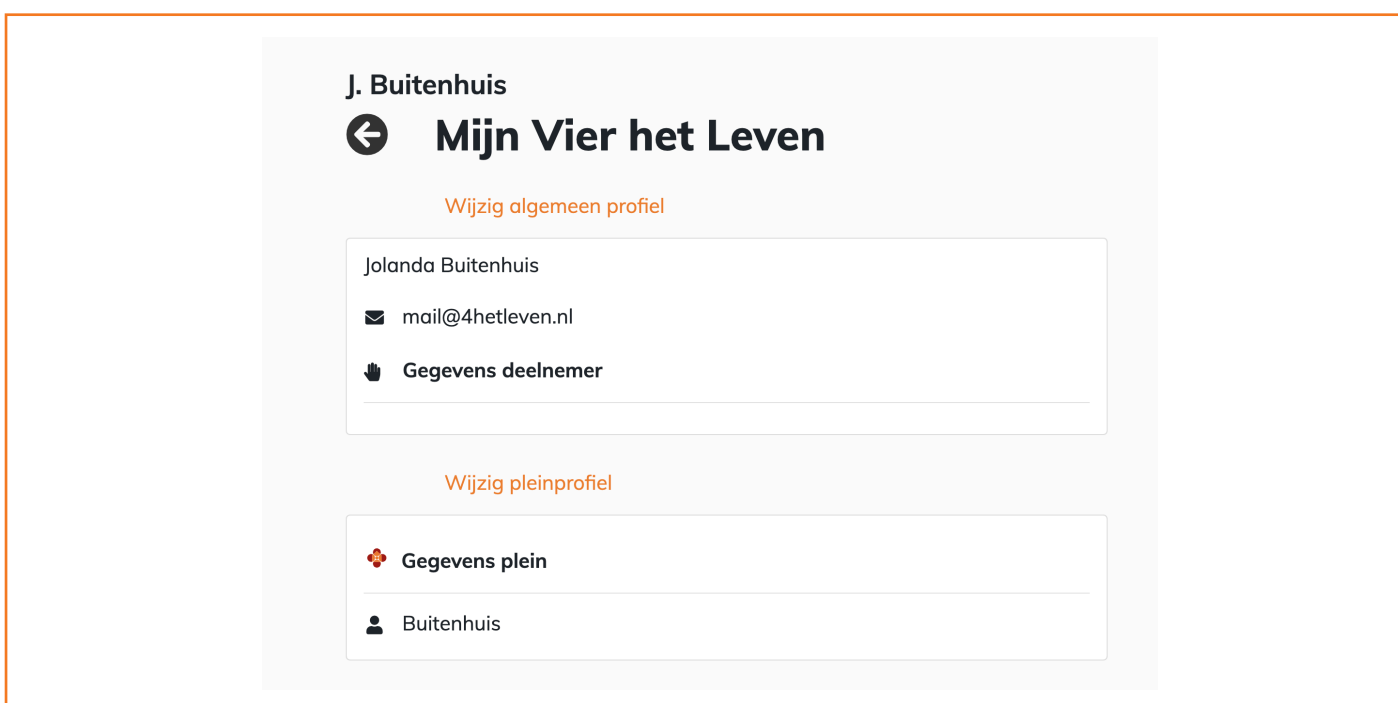 J. Buitenhuis
Mijn Vier het Leven
Wijzig algemeen profiel
Jolanda Buitenhuis
mail@4hetleven.nl
Gegevens deelnemer
Wijzig pleinprofiel
Gegevens plein
Buitenhuis